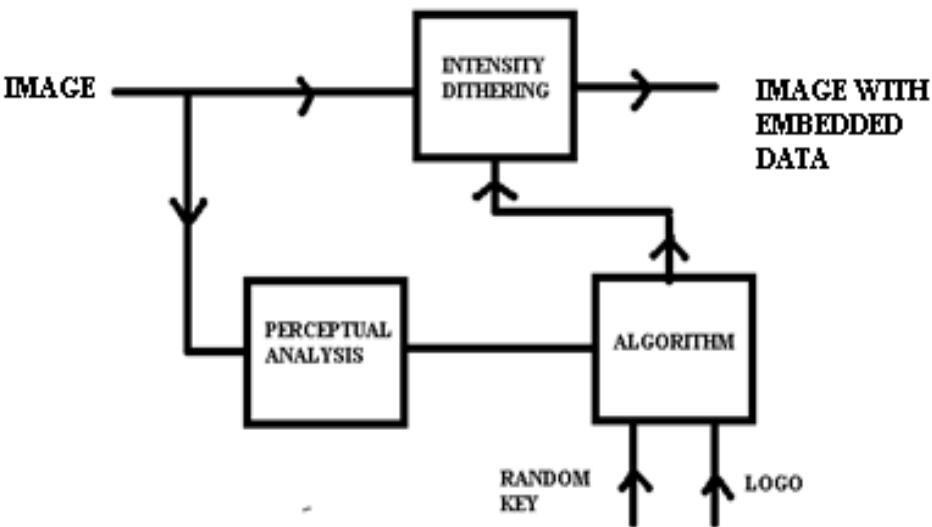 INTENSITY
DITHERING
IMAGE
IMAGE WITH
EMBEDDED
DATA
PERCEPTUAL
ANALYSIS
ALGORITHM
RANDOM
KEY
LOGO